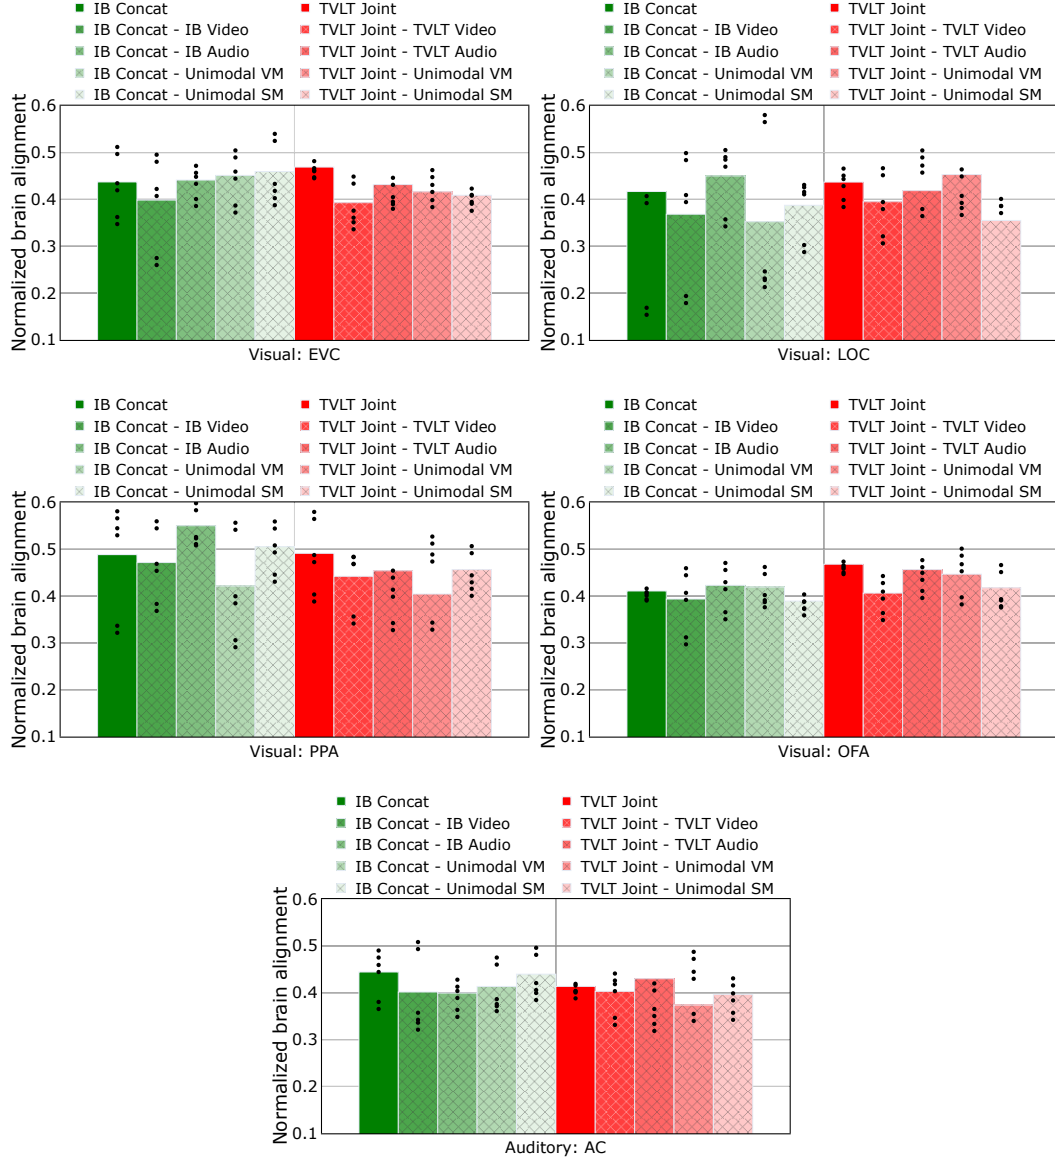 IB Concat
IB Concat - IB Video
IB Concat - IB Audio
IB Concat - Unimodal VM
IB Concat - Unimodal SM
TVLT Joint
TVLT Joint - TVLT Video
TVLT Joint - TVLT Audio
TVLT Joint - Unimodal VM
TVLT Joint - Unimodal SM
Normalized brain alignment
0.6
0.5
0.4
0.3
0.2
0.1
Visual: EVC
IB Concat
IB Concat - IB Video
IB Concat - IB Audio
IB Concat - Unimodal VM
IB Concat - Unimodal SM
TVLT Joint
TVLT Joint - TVLT Video
TVLT Joint - TVLT Audio
TVLT Joint - Unimodal VM
TVLT Joint - Unimodal SM
Normalized brain alignment
0.6
0.5
0.4
0.3
0.2
0.1
Visual: LOC
IB Concat
IB Concat - IB Video
IB Concat - IB Audio
IB Concat - Unimodal VM
IB Concat - Unimodal SM
TVLT Joint
TVLT Joint - TVLT Video
TVLT Joint - TVLT Audio
TVLT Joint - Unimodal VM
TVLT Joint - Unimodal SM
Normalized brain alignment
0.6
0.5
0.4
0.3
0.2
0.1
Visual: PPA
IB Concat
IB Concat - IB Video
IB Concat - IB Audio
IB Concat - Unimodal VM
IB Concat - Unimodal SM
TVLT Joint
TVLT Joint - TVLT Video
TVLT Joint - TVLT Audio
TVLT Joint - Unimodal VM
TVLT Joint - Unimodal SM
Normalized brain alignment
0.6
0.5
0.4
0.3
0.2
0.1
Visual: OFA
IB Concat
IB Concat - IB Video
IB Concat - IB Audio
IB Concat - Unimodal VM
IB Concat - Unimodal SM
TVLT Joint
TVLT Joint - TVLT Video
TVLT Joint - TVLT Audio
TVLT Joint - Unimodal VM
TVLT Joint - Unimodal SM
Normalized brain alignment
0.6
0.5
0.4
0.3
0.2
0.1
Auditory: AC